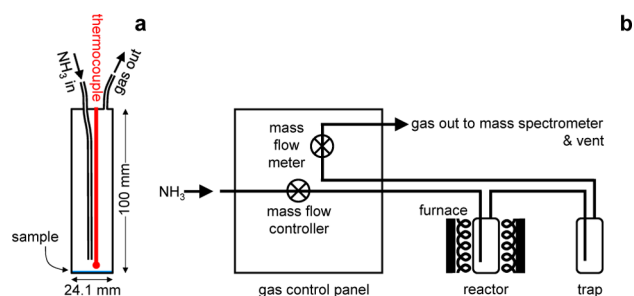 a
b
NH3 in
thermocouple
gas out
100 mm
sample
24.1 mm
mass
flow
meter
gas out to mass spectrometer
& vent
NH3
mass flow
controller
furnace
gas control panel
reactor
trap